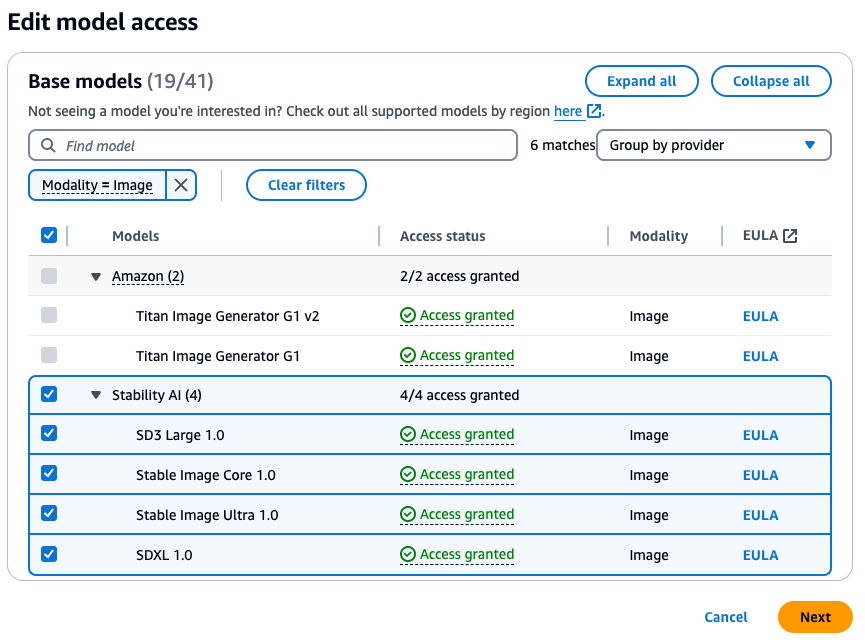 Edit model access
Base models (19/41)
Expand all
Collapse all
Not seeing a model you're interested in? Check out all supported models by region here.
Find model
6 matches
Group by provider
Modality = Image
Clear filters
Models Access status Modality EULA
Amazon (2) 2/2 access granted
Titan Image Generator G1 v2 Access granted Image EULA
Titan Image Generator G1 Access granted Image EULA
Stability AI (4) 4/4 access granted
SD3 Large 1.0 Access granted Image EULA
Stable Image Core 1.0 Access granted Image EULA
Stable Image Ultra 1.0 Access granted Image EULA
SDXL 1.0 Access granted Image EULA
Cancel
Next